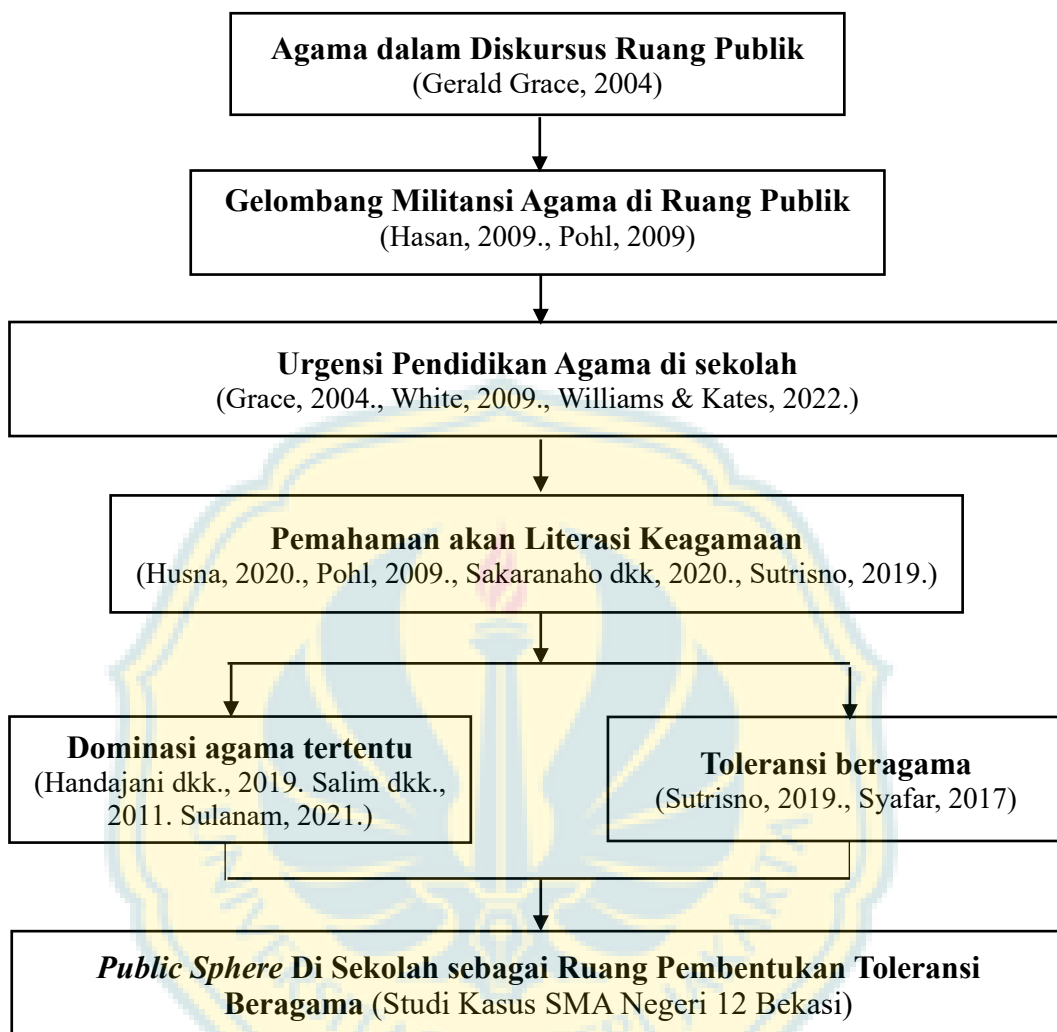 Agama dalam Diskursus Ruang Publik
(Gerald Grace, 2004)
Gelombang Militansi Agama di Ruang Publik
(Hasan, 2009., Pohl, 2009)
Urgensi Pendidikan Agama di sekolah
(Grace, 2004., White, 2009., Williams & Kates, 2022.)
Pemahaman akan Literasi Keagamaan
(Husna, 2020., Pohl, 2009., Sakaranaho dkk, 2020., Sutrisno, 2019.)
Dominasi agama tertentu
(Handajani dkk., 2019. Salim dkk.,
2011. Sulanam, 2021.)
Toleransi beragama
(Sutrisno, 2019., Syafar, 2017)
Public Sphere Di Sekolah sebagai Ruang Pembentukan Toleransi
Beragama (Studi Kasus SMA Negeri 12 Bekasi)